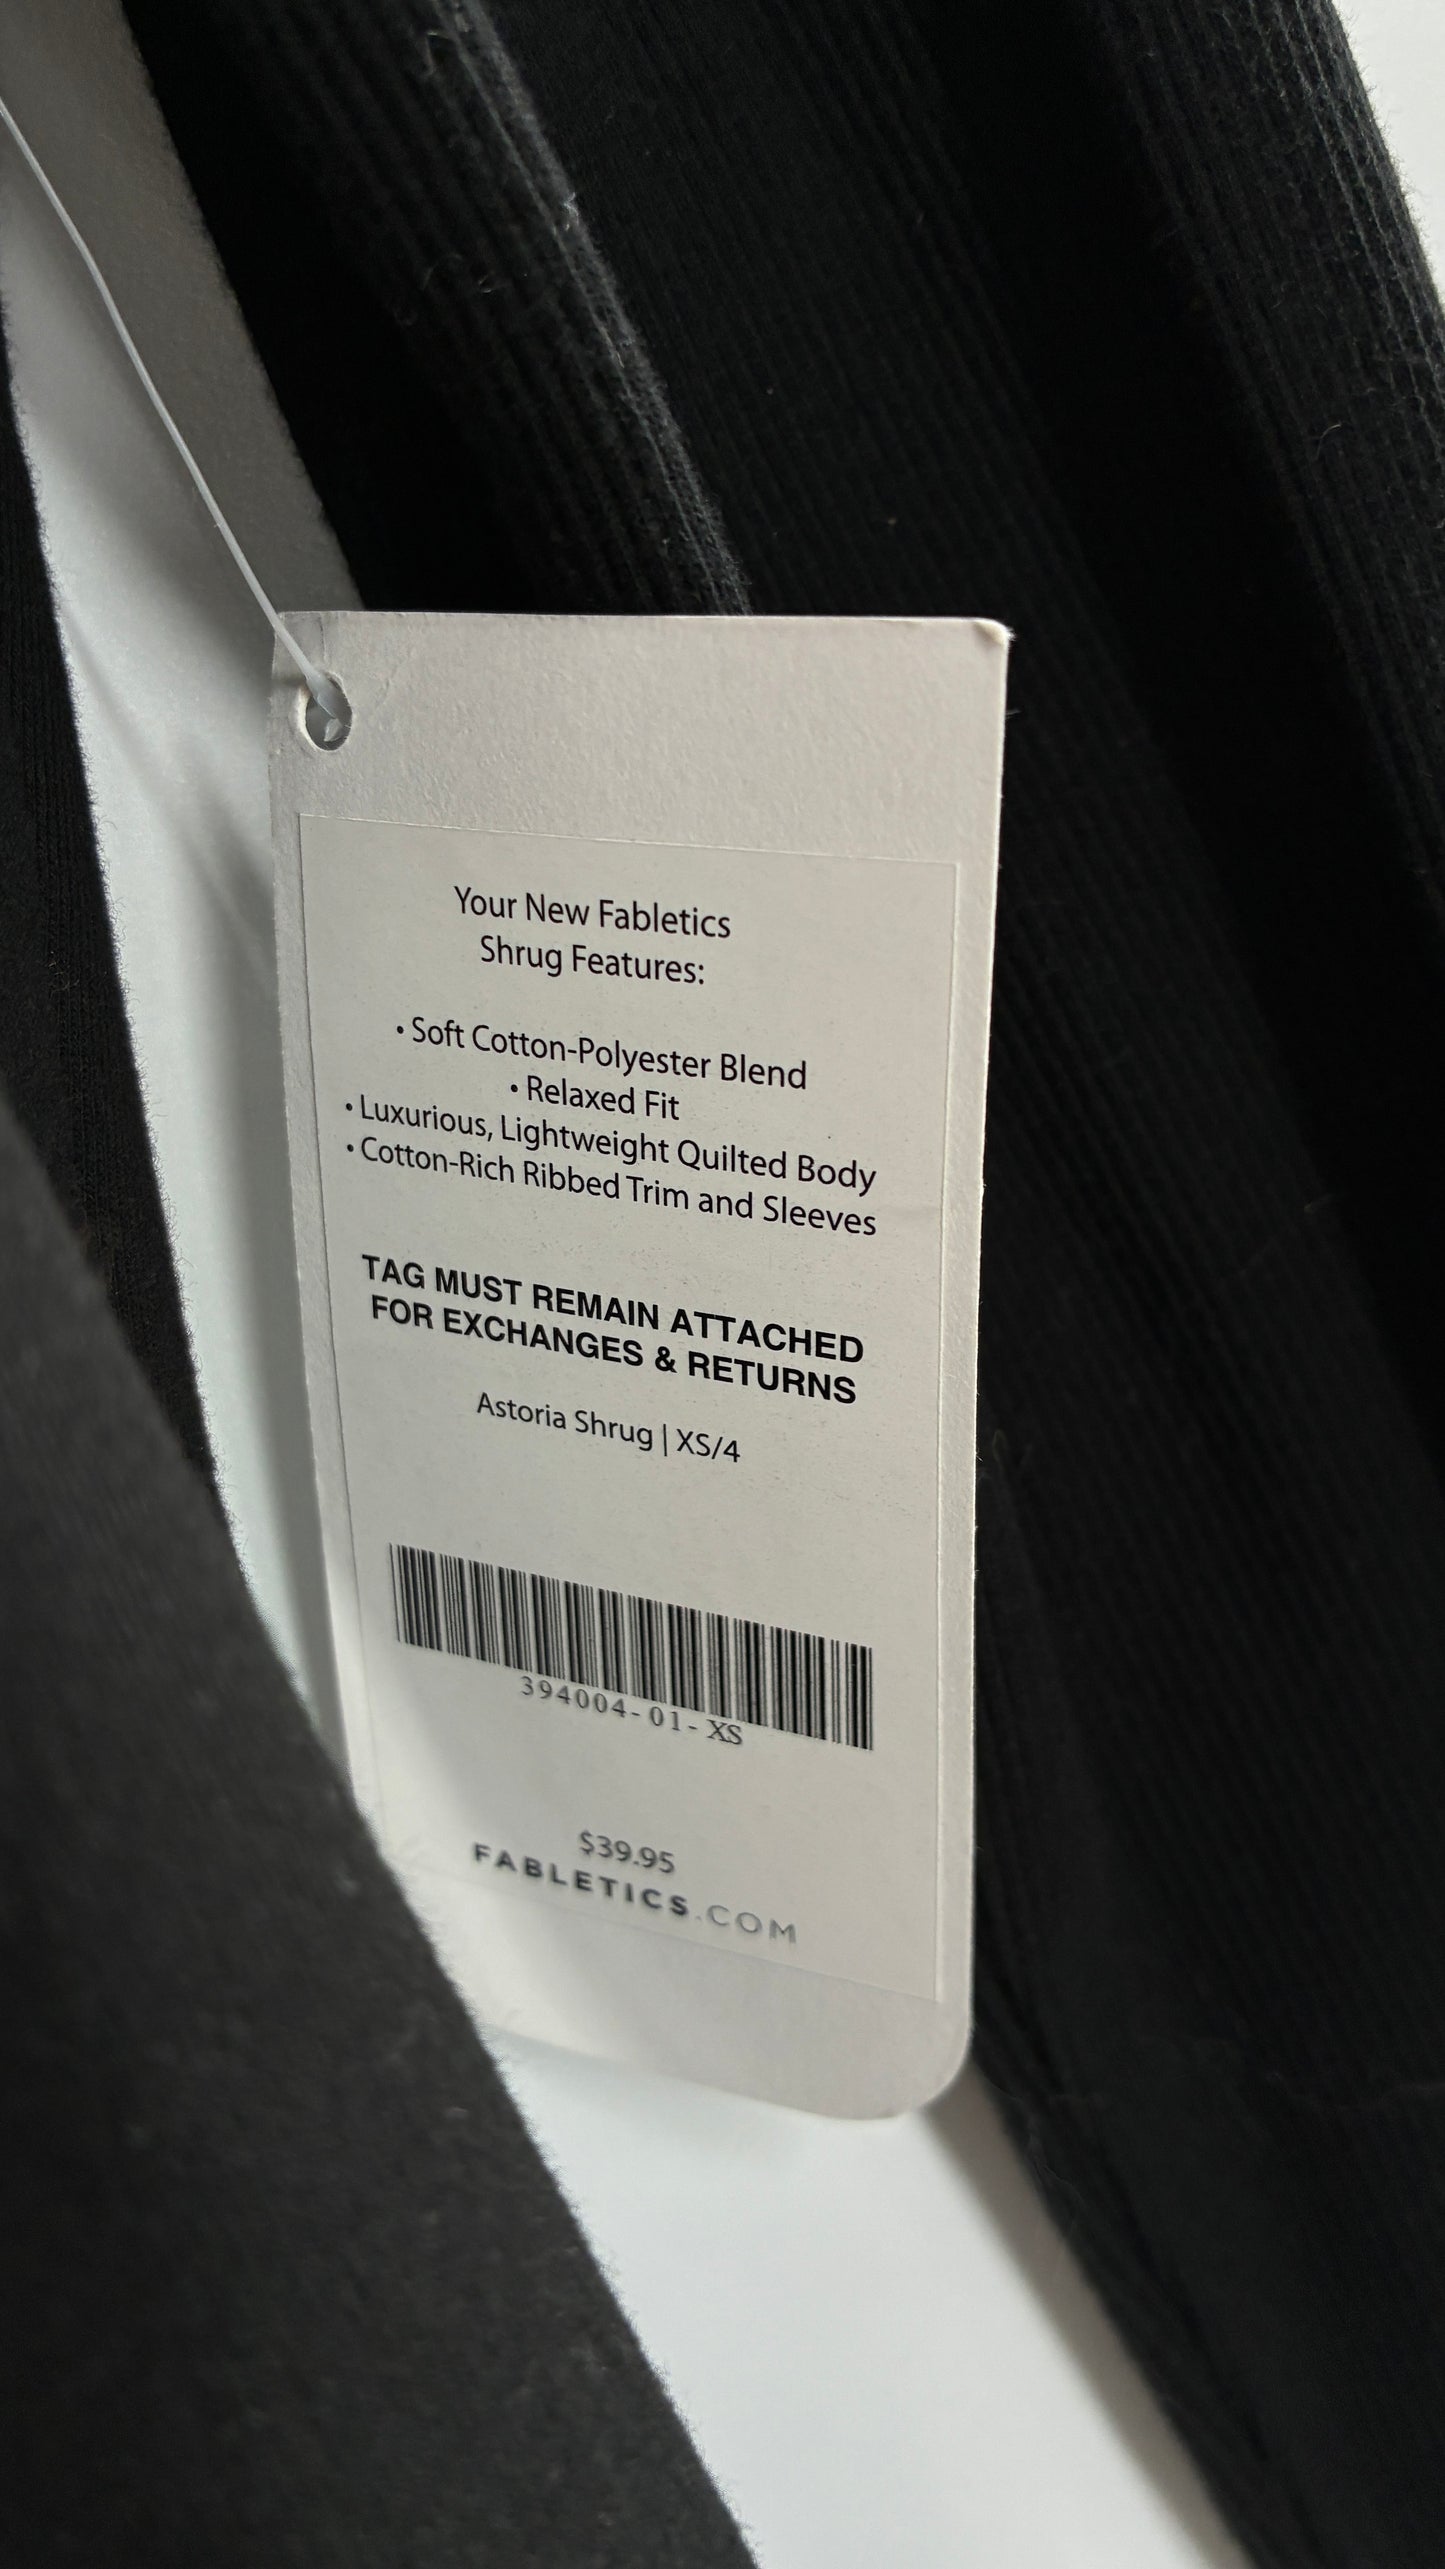 Your New Fabletics
Shrug Features:
• Soft Cotton-Polyester Blend
• Relaxed Fit
• Luxurious, Lightweight Quilted Body
• Cotton-Rich Ribbed Trim and Sleeves
TAG MUST REMAIN ATTACHED
FOR EXCHANGES & RETURNS
Astoria Shrug | XS/4
394004-01-XS
$39.95
FABLETICS.COM